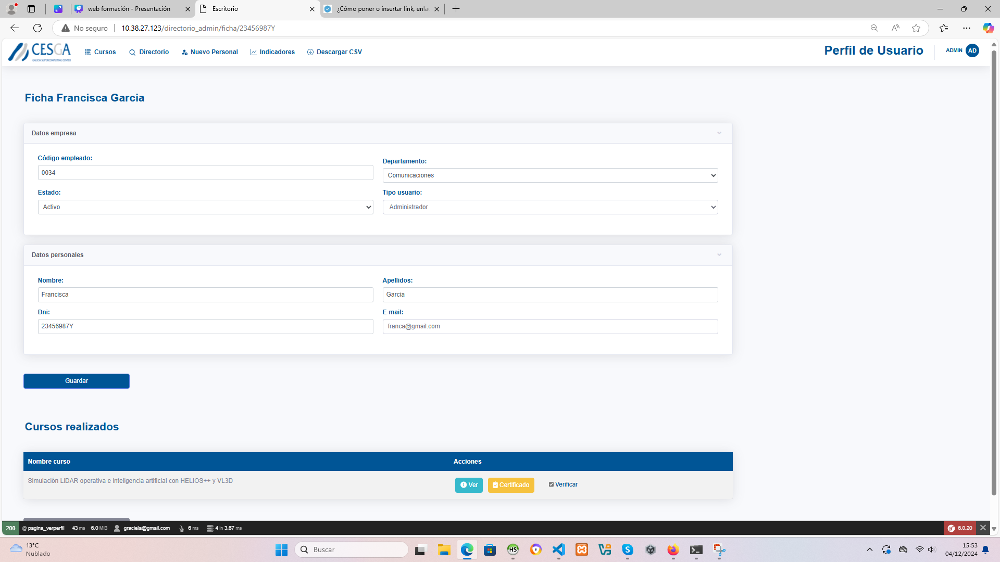 web formación - Presentación
Escritorio
¿Cómo poner o insertar link, enla
No seguro
10.38.27.123/directorio_admin/ficha/23456987Y
CESGA
GALICIA SUPERCOMPUTING CENTER
Cursos
Directorio
Nuevo Personal
Indicadores
Descargar CSV
Perfil de Usuario
ADMIN
AD
Ficha Francisca Garcia
Datos empresa
Código empleado:
Departamento:
0034
Comunicaciones
Estado:
Tipo usuario:
Activo
Administrador
Datos personales
Nombre:
Apellidos:
Francisca
Garcia
Dni:
E-mail:
23456987Y
franca@gmail.com
Guardar
Cursos realizados
Nombre curso
Acciones
Simulación LiDAR operativa e inteligencia artificial con HELIOS++ y VL3D
Ver
Certificado
Verificar
200
@ pagina_verperfil
43 ms
6.0 MiB
graciela@gmail.com
6 ms
4 in 3.67 ms
sf
6.0.20
13°C
Nublado
Buscar
HS
15:53
04/12/2024